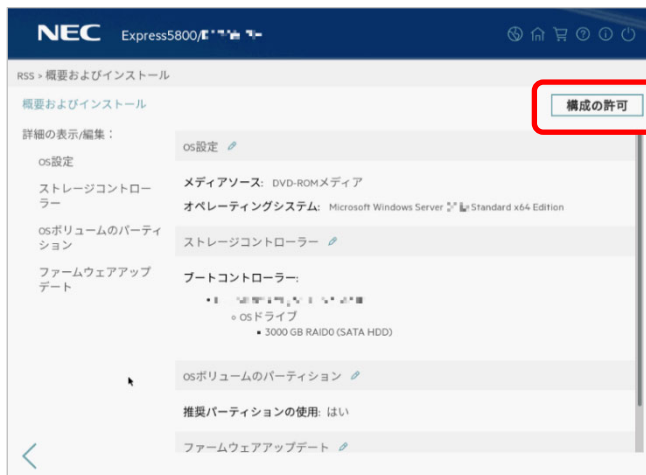 NEC Express5800/
RSS > 概要およびインストール
概要およびインストール
構成の許可
詳細の表示/編集：
OS設定
ストレージコントロー
ラー
OSボリュームのパーティ
ション
ファームウェアアップ
デート
OS設定
メディアソース: DVD-ROMメディア
オペレーティングシステム: Microsoft Windows Server Standard x64 Edition
ストレージコントローラー
ブートコントローラー:
OSドライブ
3000 GB RAID0 (SATA HDD)
OSボリュームのパーティション
推奨パーティションの使用: はい
ファームウェアアップデート